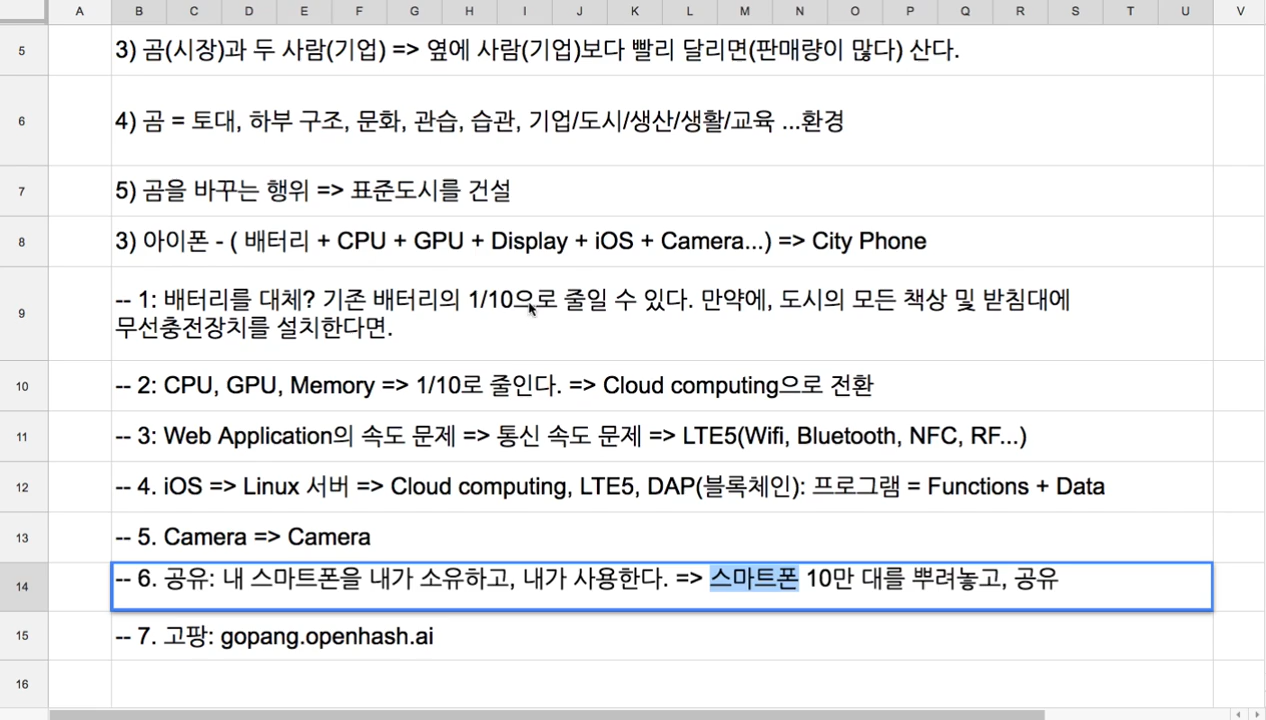 A B C D E F G H I J K L M N O P Q R S T U V
5 3) 곰(시장)과 두 사람(기업) => 옆에 사람(기업)보다 빨리 달리면(판매량이 많다) 산다.
6 4) 곰 = 토대, 하부 구조, 문화, 관습, 습관, 기업/도시/생산/생활/교육 ...환경
7 5) 곰을 바꾸는 행위 => 표준도시를 건설
8 3) 아이폰 - ( 배터리 + CPU + GPU + Display + iOS + Camera...) => City Phone
9 -- 1: 배터리를 대체? 기존 배터리의 1/10으로 줄일 수 있다. 만약에, 도시의 모든 책상 및 받침대에
무선충전장치를 설치한다면.
10 -- 2: CPU, GPU, Memory => 1/10로 줄인다. => Cloud computing으로 전환
11 -- 3: Web Application의 속도 문제 => 통신 속도 문제 => LTE5(Wifi, Bluetooth, NFC, RF...)
12 -- 4. iOS => Linux 서버 => Cloud computing, LTE5, DAP(블록체인): 프로그램 = Functions + Data
13 -- 5. Camera => Camera
14 -- 6. 공유: 내 스마트폰을 내가 소유하고, 내가 사용한다. => 스마트폰 10만 대를 뿌려놓고, 공유
15 -- 7. 고팡: gopang.openhash.ai
16